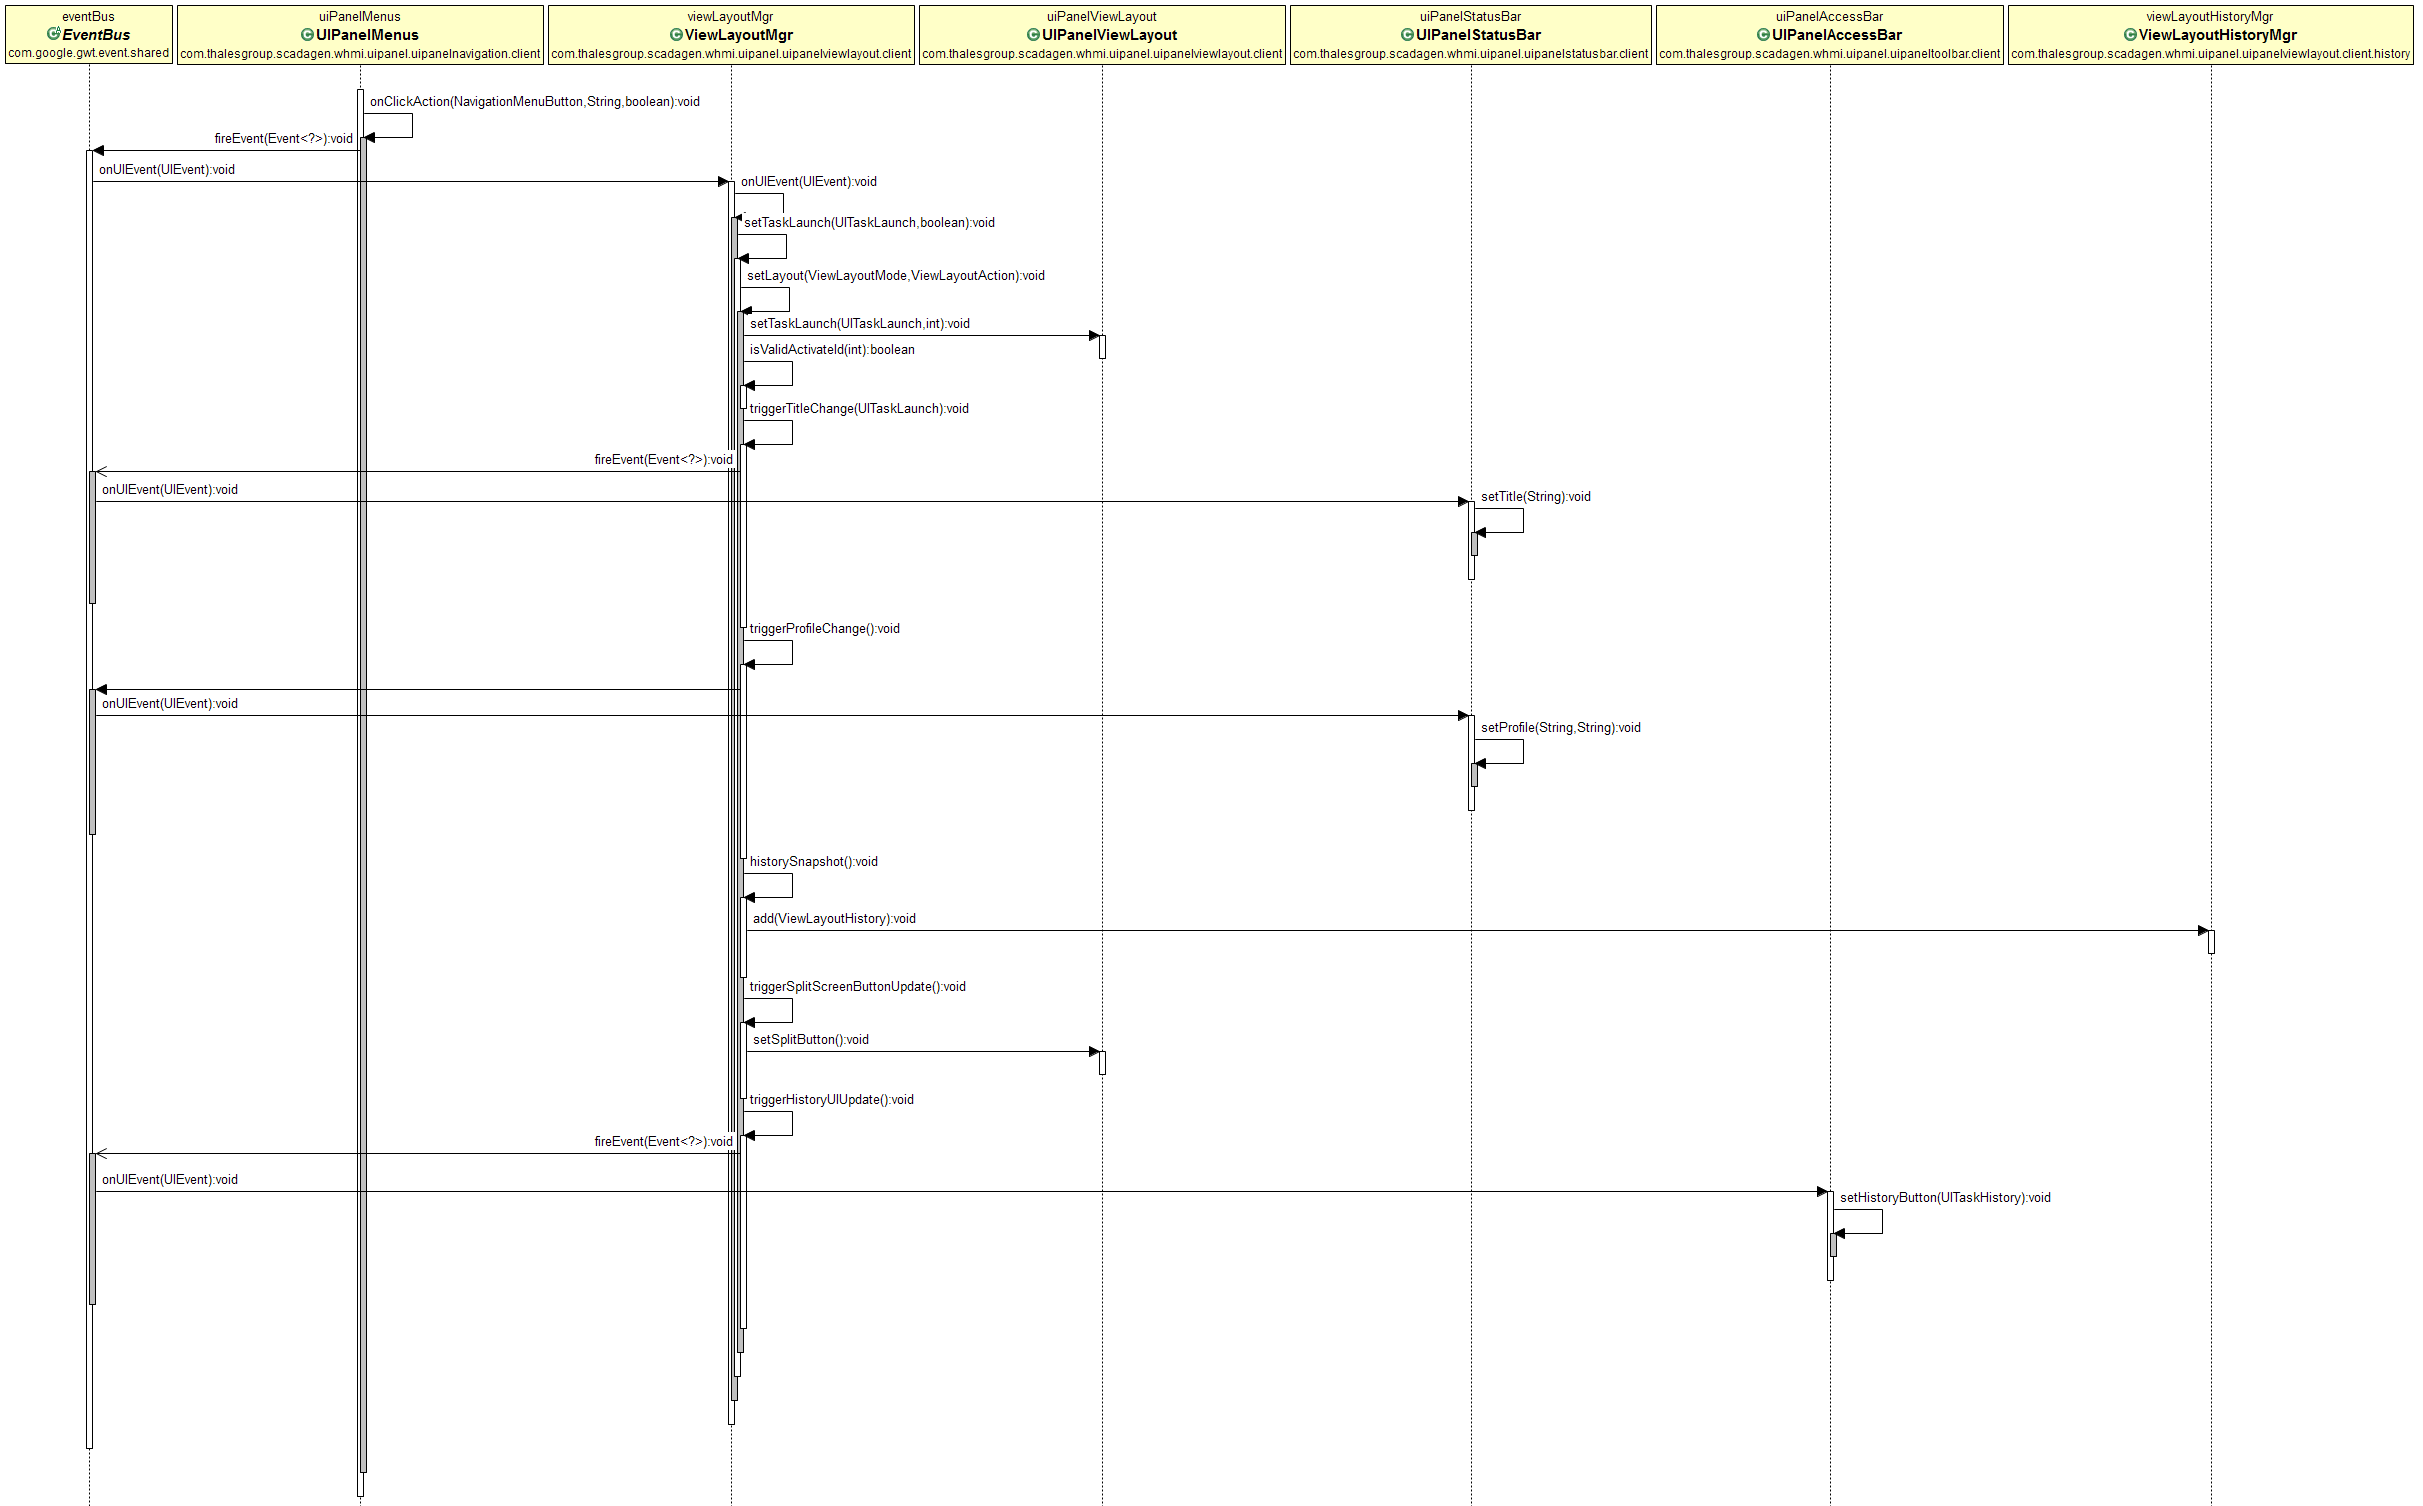 eventBus
EventBus
com.google.gwt.event.shared
uiPanelMenus
UIPanelMenus
com.thalesgroup.scadagen.whmi.uipanel.uipanelnavigation.client
viewLayoutMgr
ViewLayoutMgr
com.thalesgroup.scadagen.whmi.uipanel.uipanelviewlayout.client
uiPanelViewLayout
UIPanelViewLayout
com.thalesgroup.scadagen.whmi.uipanel.uipanelviewlayout.client
uiPanelStatusBar
UIPanelStatusBar
com.thalesgroup.scadagen.whmi.uipanel.uipanelstatusbar.client
uiPanelAccessBar
UIPanelAccessBar
com.thalesgroup.scadagen.whmi.uipanel.uipaneltoolbar.client
viewLayoutHistoryMgr
ViewLayoutHistoryMgr
com.thalesgroup.scadagen.whmi.uipanel.uipanelviewlayout.client.history
onClickAction(NavigationMenuButton,String,boolean):void
fireEvent(Event<?>):void
onUIEvent(UIEvent):void
onUIEvent(UIEvent):void
setTaskLaunch(UITaskLaunch,boolean):void
setLayout(ViewLayoutMode,ViewLayoutAction):void
setTaskLaunch(UITaskLaunch,int):void
isValidActivateId(int):boolean
triggerTitleChange(UITaskLaunch):void
fireEvent(Event<?>):void
onUIEvent(UIEvent):void
setTitle(String):void
triggerProfileChange():void
onUIEvent(UIEvent):void
setProfile(String,String):void
historySnapshot():void
add(ViewLayoutHistory):void
triggerSplitScreenButtonUpdate():void
setSplitButton():void
triggerHistoryUIUpdate():void
fireEvent(Event<?>):void
onUIEvent(UIEvent):void
setHistoryButton(UITaskHistory):void